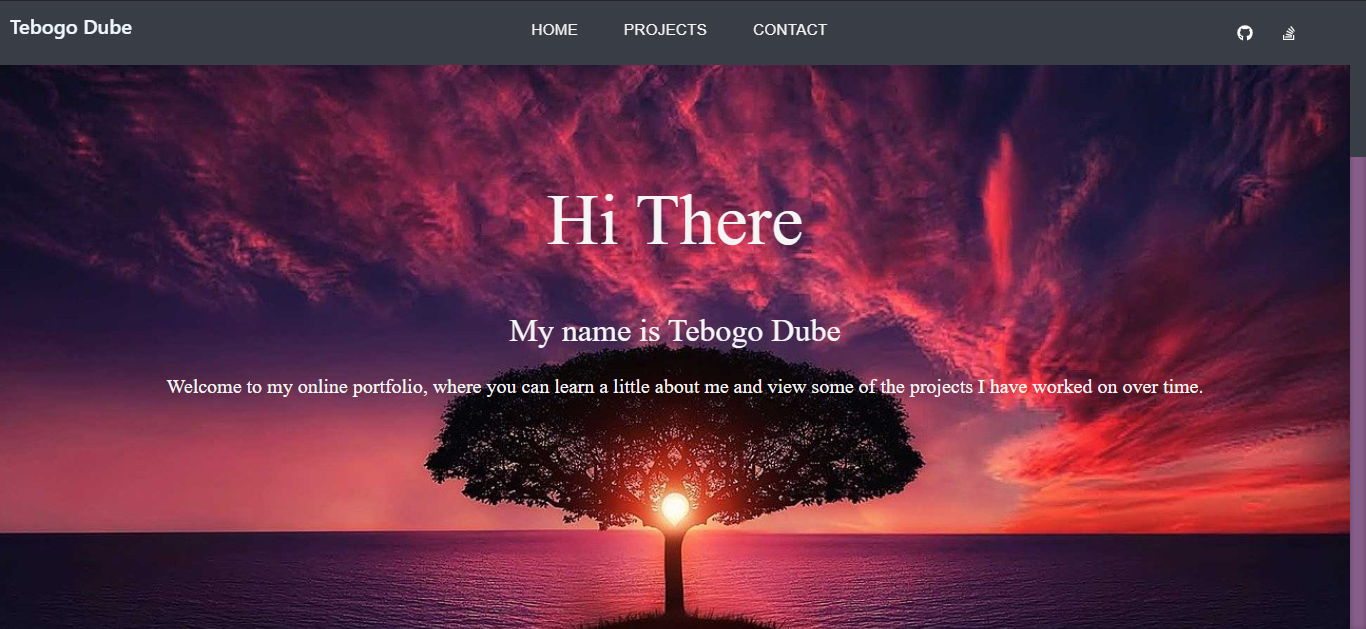 Tebogo Dube
HOME PROJECTS CONTACT
Hi There
My name is Tebogo Dube
Welcome to my online portfolio, where you can learn a little about me and view some of the projects I have worked on over time.